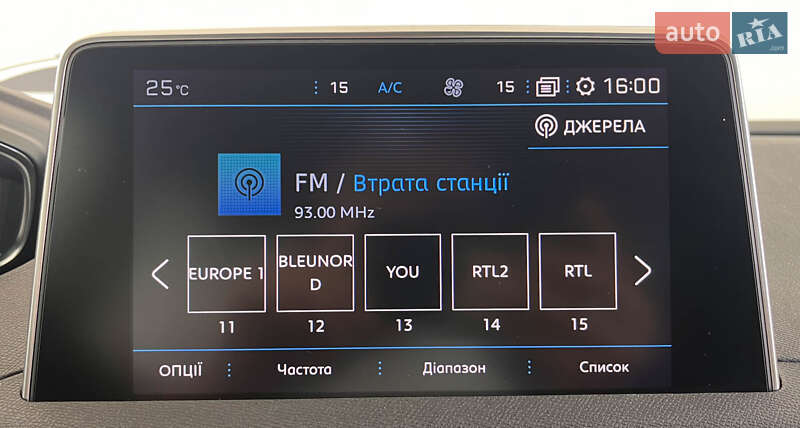 auto RIA
25°C 15 A/C 15 16:00
ДЖЕРЕЛА
FM / Втрата станції
93.00 MHz
EUROPE 1 BLEUNOR D YOU RTL2 RTL
11 12 13 14 15
ОПЦІЇ Частота Діапазон Список